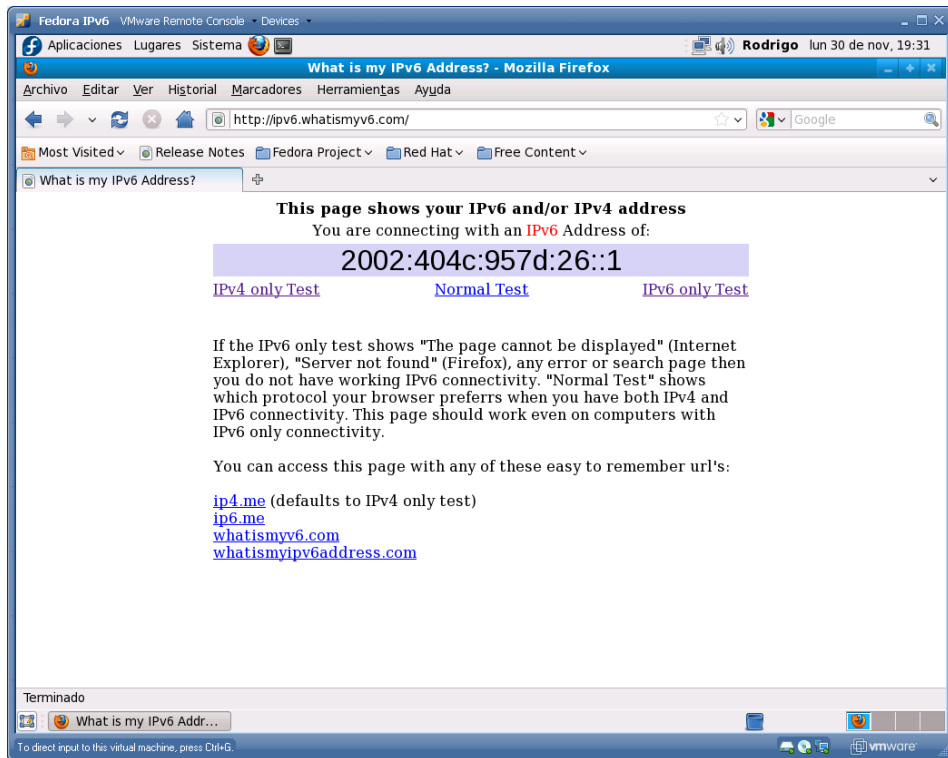 Fedora IPv6 VMware Remote Console Devices
Aplicaciones Lugares Sistema Rodrigo lun 30 de nov, 19:31
What is my IPv6 Address? - Mozilla Firefox
Archivo Editar Ver Historial Marcadores Herramientas Ayuda
http://ipv6.whatismyv6.com/ Google
Most Visited Release Notes Fedora Project Red Hat Free Content
What is my IPv6 Address?
This page shows your IPv6 and/or IPv4 address
You are connecting with an IPv6 Address of:
2002:404c:957d:26::1
IPv4 only Test Normal Test IPv6 only Test
If the IPv6 only test shows "The page cannot be displayed" (Internet
Explorer), "Server not found" (Firefox), any error or search page then
you do not have working IPv6 connectivity. "Normal Test" shows
which protocol your browser preferrs when you have both IPv4 and
IPv6 connectivity. This page should work even on computers with
IPv6 only connectivity.
You can access this page with any of these easy to remember url's:
ip4.me (defaults to IPv4 only test)
ip6.me
whatismyv6.com
whatismyipv6address.com
Terminado
What is my IPv6 Addr...
To direct input to this virtual machine, press Ctrl+G. vmware